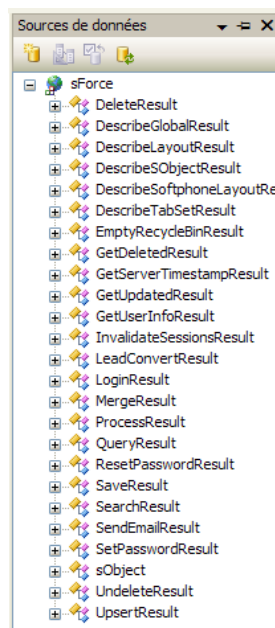 Sources de données
sForce
DeleteResult
DescribeGlobalResult
DescribeLayoutResult
DescribeSObjectResult
DescribeSoftphoneLayoutRe
DescribeTabSetResult
EmptyRecycleBinResult
GetDeletedResult
GetServerTimestampResult
GetUpdatedResult
GetUserInfoResult
InvalidateSessionsResult
LeadConvertResult
LoginResult
MergeResult
ProcessResult
QueryResult
ResetPasswordResult
SaveResult
SearchResult
SendEmailResult
SetPasswordResult
sObject
UndeleteResult
UpsertResult